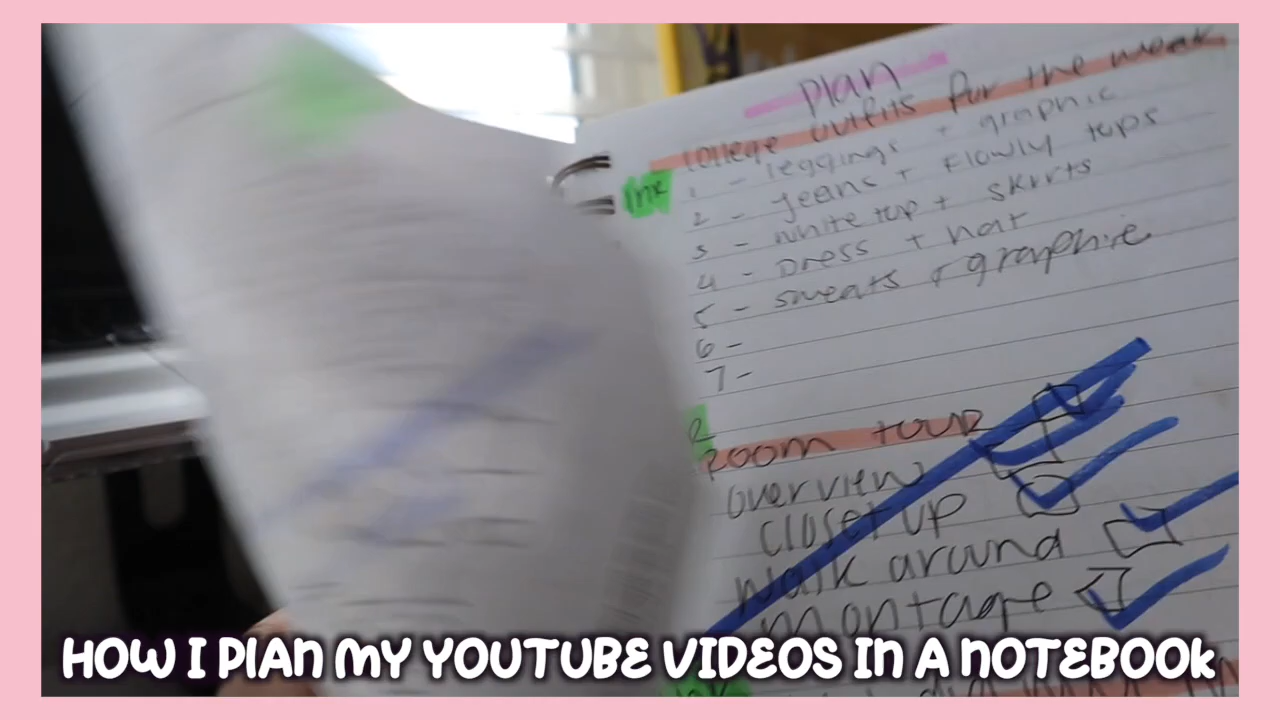 Plan
college outfits for the week
1 - leggings + graphic
2 - Jeans + Flowly tops
3 - white top + skirts
4 - Dress + hat
5 - sweats + graphic
6 -
7 -
room tour
overview
closet up
walk around
montage
HOW I PLAN MY YOUTUBE VIDEOS IN A NOTEBOOK